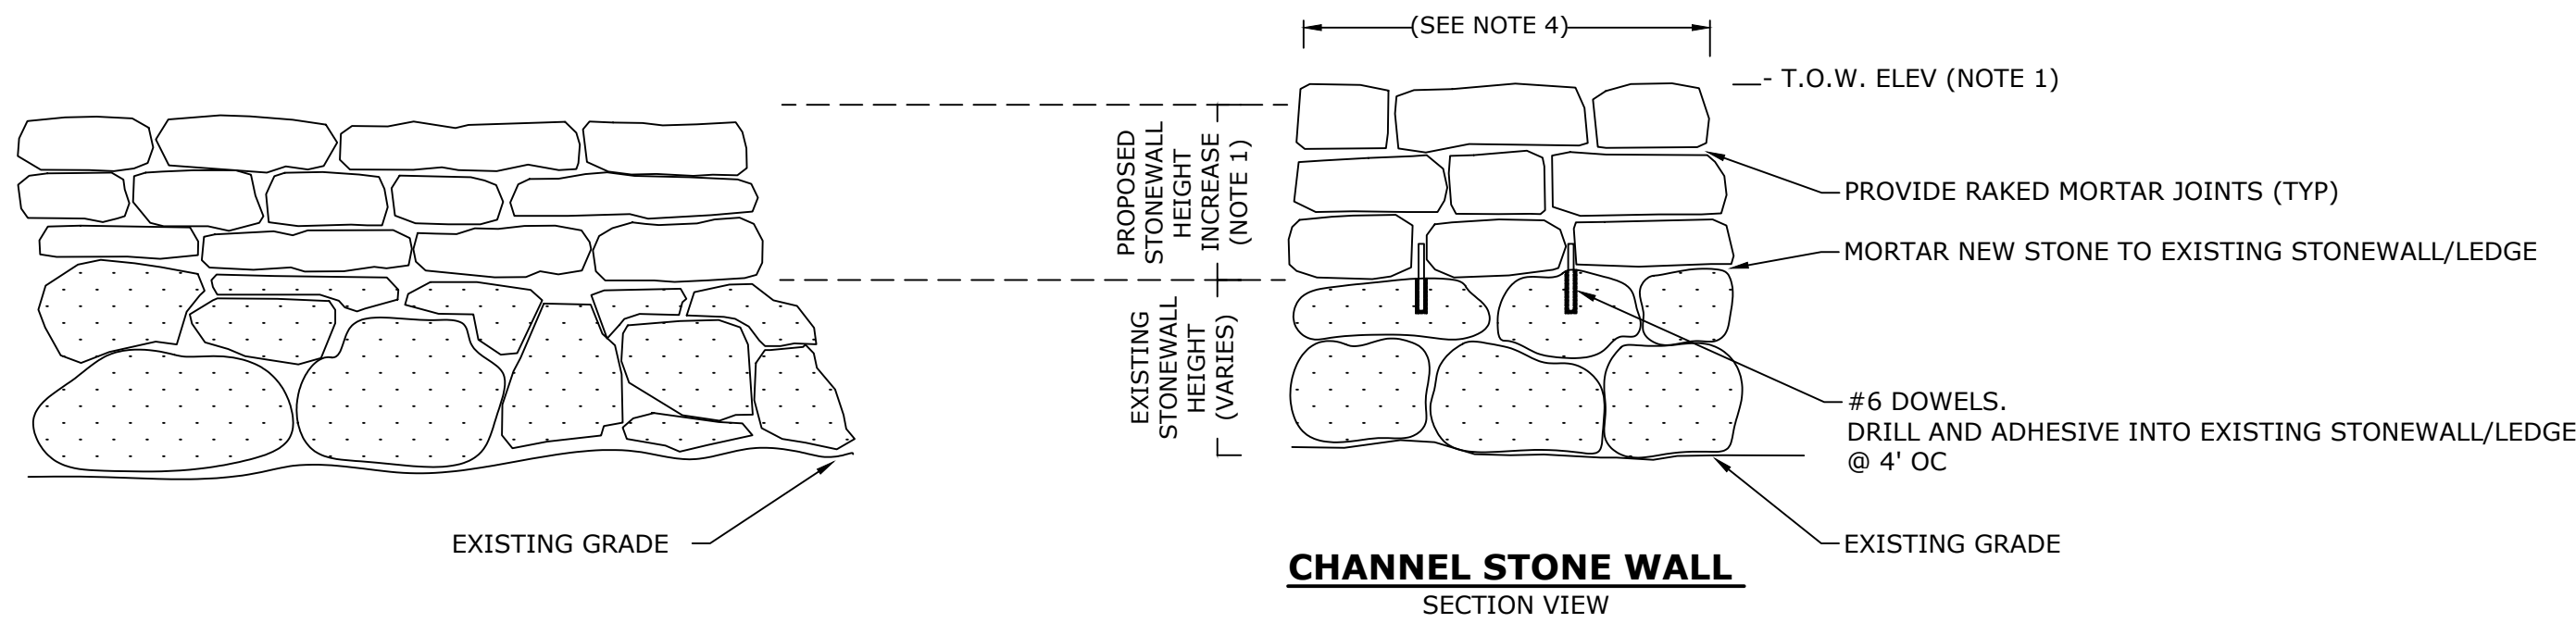 (SEE NOTE 4)
- T.O.W. ELEV (NOTE 1)
PROPOSED
STONEWALL
HEIGHT
INCREASE
(NOTE 1)
PROVIDE RAKED MORTAR JOINTS (TYP)
MORTAR NEW STONE TO EXISTING STONEWALL/LEDGE
EXISTING
STONEWALL
HEIGHT
(VARIES)
#6 DOWELS.
DRILL AND ADHESIVE INTO EXISTING STONEWALL/LEDGE
@ 4' OC
EXISTING GRADE
EXISTING GRADE
CHANNEL STONE WALL
SECTION VIEW